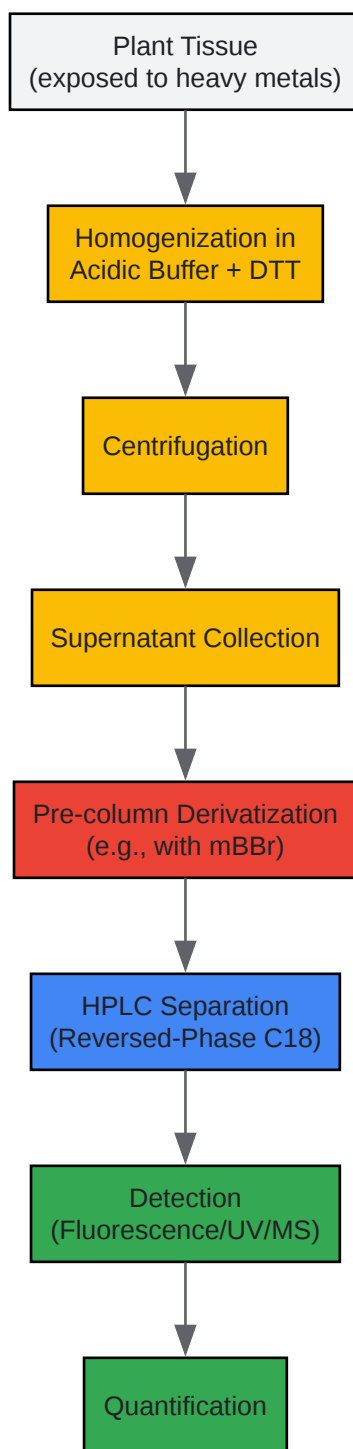 Plant Tissue
(exposed to heavy metals)
Homogenization in
Acidic Buffer + DTT
Centrifugation
Supernatant Collection
Pre-column Derivatization
(e.g., with mBBr)
HPLC Separation
(Reversed-Phase C18)
Detection
(Fluorescence/UV/MS)
Quantification